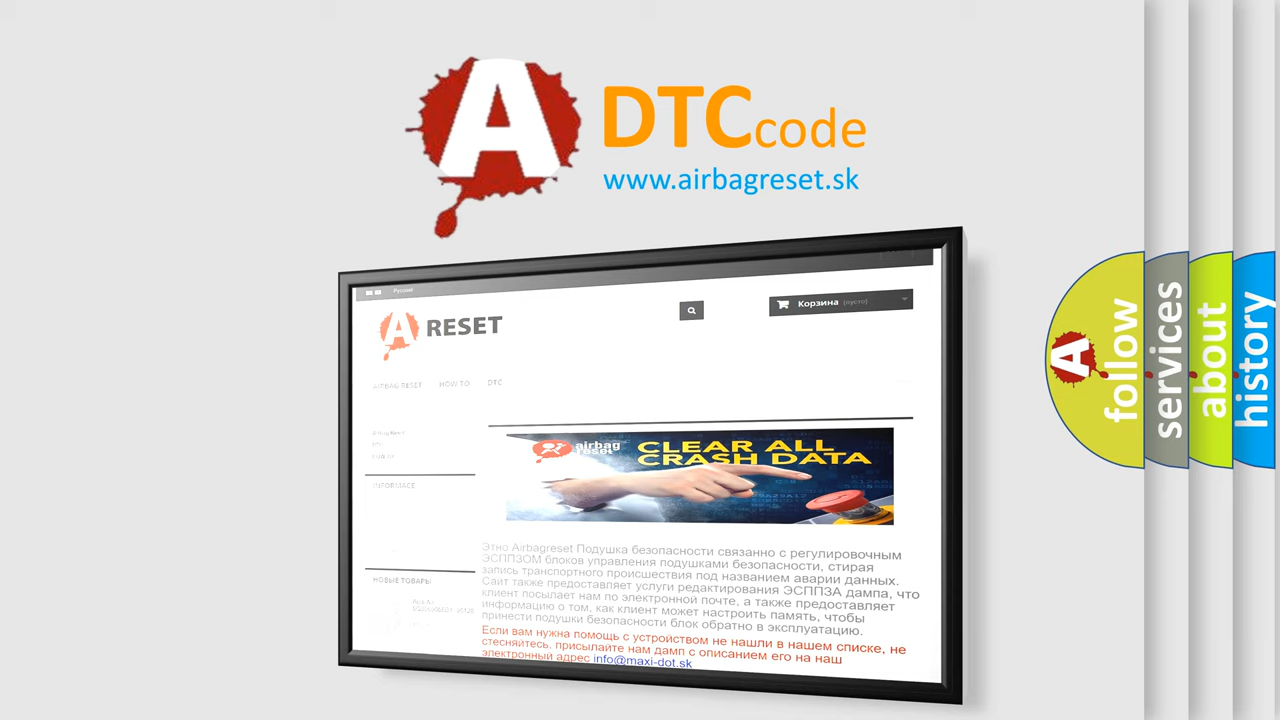 A DTCcode
www.airbagreset.sk
Русский
A RESET
Корзина (пусто)
AIRBAG RESET HOW TO DTC
INFORMACE
НОВЫЕ ТОВАРЫ
airbag
reset
CLEAR ALL
CRASH DATA
Этно Airbagreset Подушка безопасности связанно с регулировочным
ЭСППЗОМ блоков управления подушками безопасности, стирая
запись транспортного происшествия под названием аварии данных.
Сайт также предоставляет услуги редактирования ЭСППЗА дампа, что
клиент посылает нам по электронной почте, а также предоставляет
информацию о том, как клиент может настроить память, чтобы
принести подушки безопасности блок обратно в эксплуатацию.
Если вам нужна помощь с устройством не нашли в нашем списке, не
стесняйтесь, присылайте нам дамп с описанием его на наш
электронный адрес info@maxi-dot.sk
A follow
services
about
history